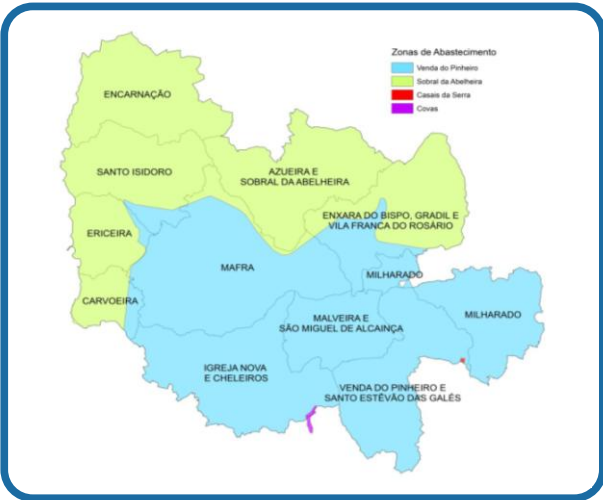 Zonas de Abastecimento
Venda do Pinheiro
Sobral da Abelheira
Casais da Serra
Covas
ENCARNAÇÃO
SANTO ISIDORO
AZUEIRA E
SOBRAL DA ABELHEIRA
ENXARA DO BISPO, GRADIL E
VILA FRANCA DO ROSÁRIO
ERICEIRA
MAFRA
MILHARADO
CARVOEIRA
MALVEIRA E
SÃO MIGUEL DE ALCAINÇA
MILHARADO
IGREJA NOVA
E CHELEIROS
VENDA DO PINHEIRO E
SANTO ESTÊVÃO DAS GALÉS